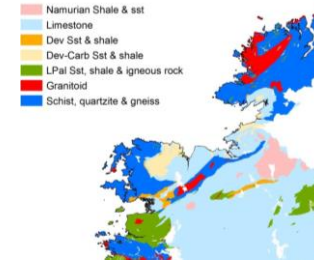 Namurian Shale & sst
Limestone
Dev Sst & shale
Dev-Carb Sst & shale
LPal Sst, shale & igneous rock
Granitoid
Schist, quartzite & gneiss